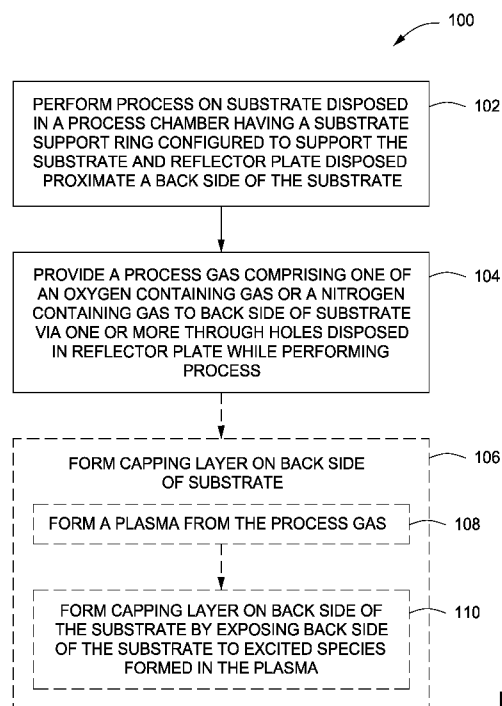 100
PERFORM PROCESS ON SUBSTRATE DISPOSED
IN A PROCESS CHAMBER HAVING A SUBSTRATE
SUPPORT RING CONFIGURED TO SUPPORT THE
SUBSTRATE AND REFLECTOR PLATE DISPOSED
PROXIMATE A BACK SIDE OF THE SUBSTRATE
102
PROVIDE A PROCESS GAS COMPRISING ONE OF
AN OXYGEN CONTAINING GAS OR A NITROGEN
CONTAINING GAS TO BACK SIDE OF SUBSTRATE
VIA ONE OR MORE THROUGH HOLES DISPOSED
IN REFLECTOR PLATE WHILE PERFORMING
PROCESS
104
FORM CAPPING LAYER ON BACK SIDE
OF SUBSTRATE
106
FORM A PLASMA FROM THE PROCESS GAS
108
FORM CAPPING LAYER ON BACK SIDE OF
THE SUBSTRATE BY EXPOSING BACK SIDE
OF THE SUBSTRATE TO EXCITED SPECIES
FORMED IN THE PLASMA
110